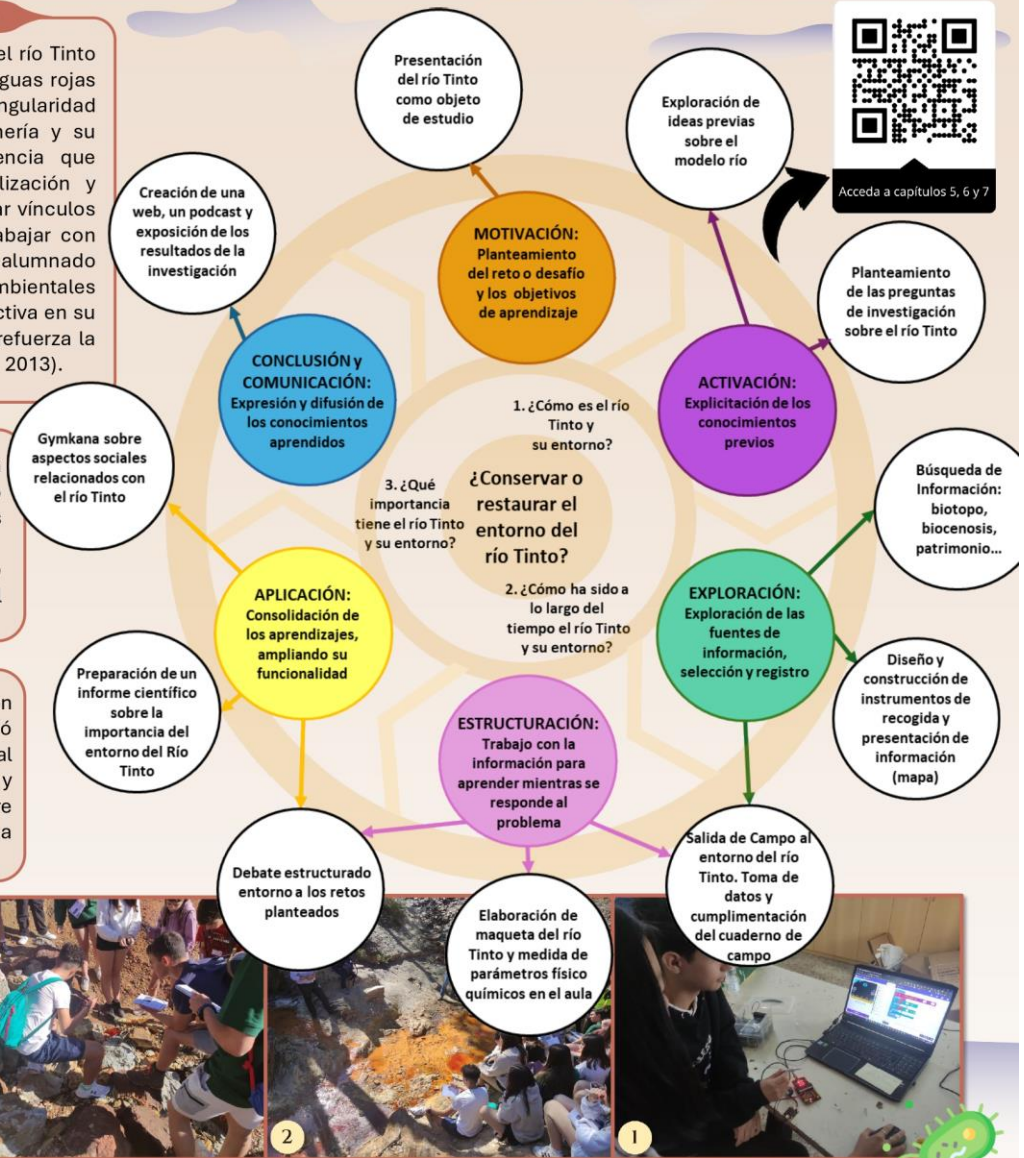 el río Tinto
guas rojas
ngularidad
nería y su
encia que
lización y
ar vínculos
abajar con
alumnado
mbientales
ctiva en su
refuerza la
2013).
Presentación
del río Tinto
como objeto
de estudio
Exploración de
ideas previas
sobre el
modelo río
Acceda a capítulos 5, 6 y 7
Creación de una
web, un podcast y
exposición de los
resultados de la
investigación
MOTIVACIÓN:
Planteamiento
del reto o desafío
y los objetivos
de aprendizaje
Planteamiento
de las preguntas
de investigación
sobre el río Tinto
CONCLUSIÓN y
COMUNICACIÓN:
Expresión y difusión de
los conocimientos
aprendidos
ACTIVACIÓN:
Explicitación de los
conocimientos
previos
1. ¿Cómo es el río
Tinto y
su entorno?
Gymkana sobre
aspectos sociales
relacionados con
el río Tinto
3. ¿Qué
importancia
tiene el río Tinto
y su entorno?
¿Conservar o
restaurar el
entorno del
río Tinto?
Búsqueda de
Información:
biotopo,
biocenosis,
patrimonio...
2. ¿Cómo ha sido a
lo largo del
tiempo el río Tinto
y su entorno?
APLICACIÓN:
Consolidación de
los aprendizajes,
ampliando su
funcionalidad
EXPLORACIÓN:
Exploración de las
fuentes de
información,
selección y registro
Preparación de un
informe científico
sobre la
importancia del
entorno del Río
Tinto
ESTRUCTURACIÓN:
Trabajo con la
información para
aprender mientras se
responde al
problema
Diseño y
construcción de
instrumentos de
recogida y
presentación de
información
(mapa)
n
ó
al
y
re
a
Debate estructurado
entorno a los retos
planteados
Elaboración de
maqueta del río
Tinto y medida de
parámetros físico
químicos en el aula
Salida de Campo al
entorno del río
Tinto. Toma de
datos y
cumplimentación
del cuaderno de
campo
2
1